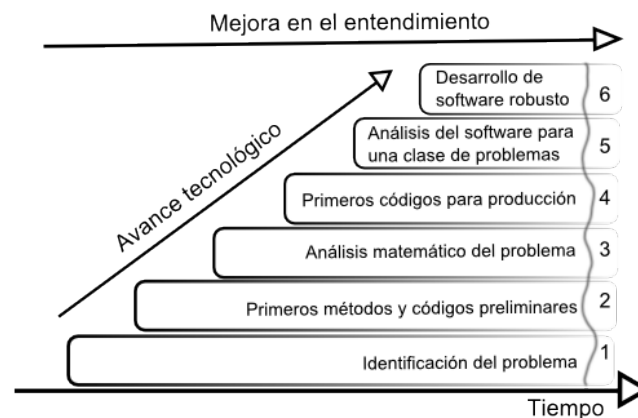 Mejora en el entendimiento
Avance tecnológico
Desarrollo de
software robusto
6
Análisis del software para
una clase de problemas
5
Primeros códigos para producción
4
Análisis matemático del problema
3
Primeros métodos y códigos preliminares
2
Identificación del problema
1
Tiempo